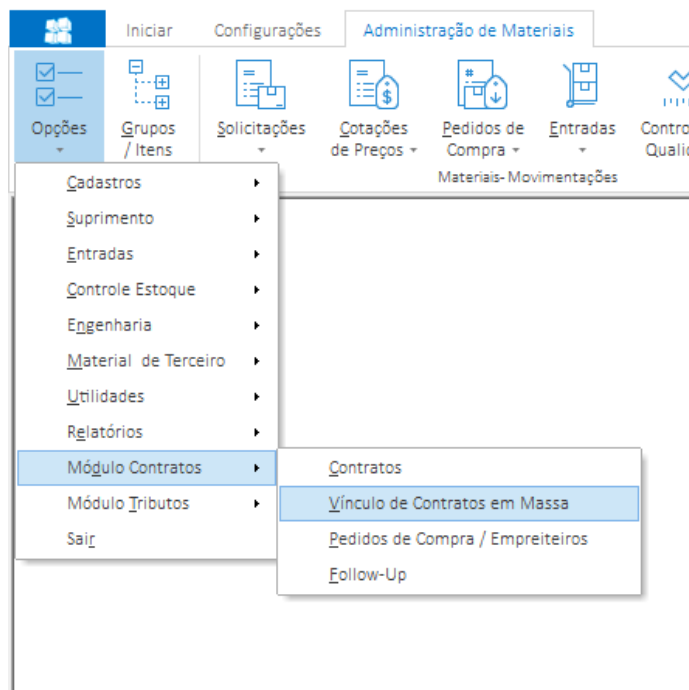 Iniciar Configurações Administração de Materiais
Opções
Grupos
/ Itens
Solicitações
Cotações
de Preços
Pedidos de
Compra
Entradas
Contro
Qualid
Materiais- Movimentações
Cadastros
Suprimento
Entradas
Controle Estoque
Engenharia
Material de Terceiro
Utilidades
Relatórios
Módulo Contratos
Módulo Tributos
Sair
Contratos
Vínculo de Contratos em Massa
Pedidos de Compra / Empreiteiros
Follow-Up